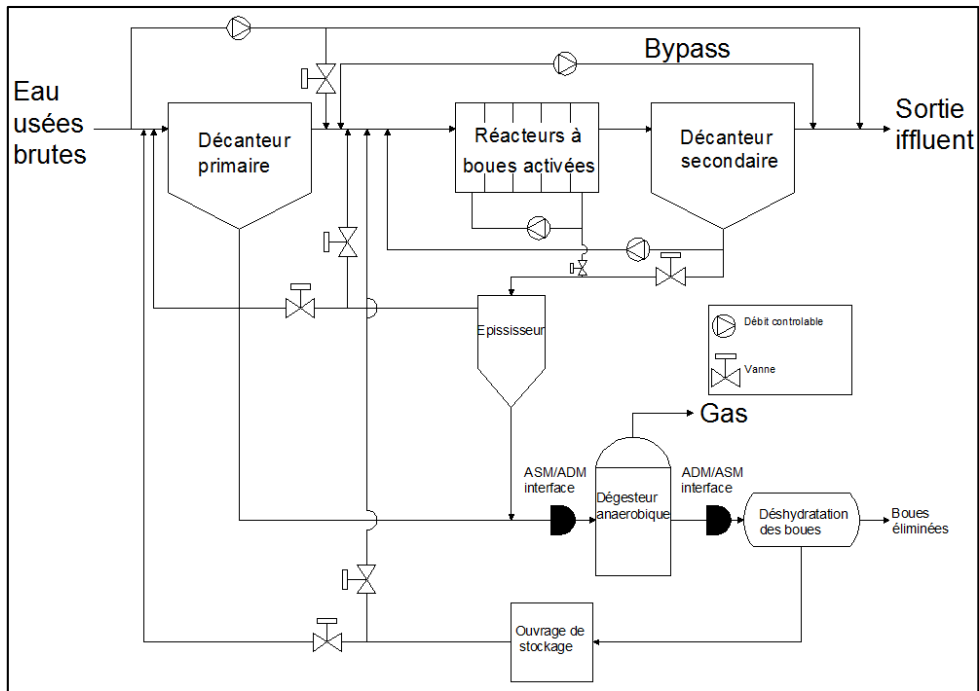 Bypass
Eau
usées
brutes
Décanteur
primaire
Réacteurs à
boues activées
Décanteur
secondaire
Sortie
iffluent
Epississeur
Débit controlable
Vanne
Gas
ASM/ADM
interface
Dégesteur
anaerobique
ADM/ASM
interface
Déshydratation
des boues
Boues
éliminées
Ouvrage de
stockage